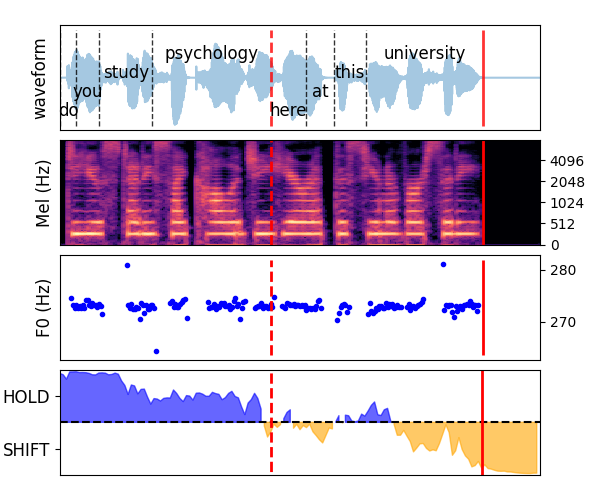 waveform
do
you
study
psychology
here
at
this
university
Mel (Hz)
4096
2048
1024
512
0
F0 (Hz)
280
270
HOLD
SHIFT